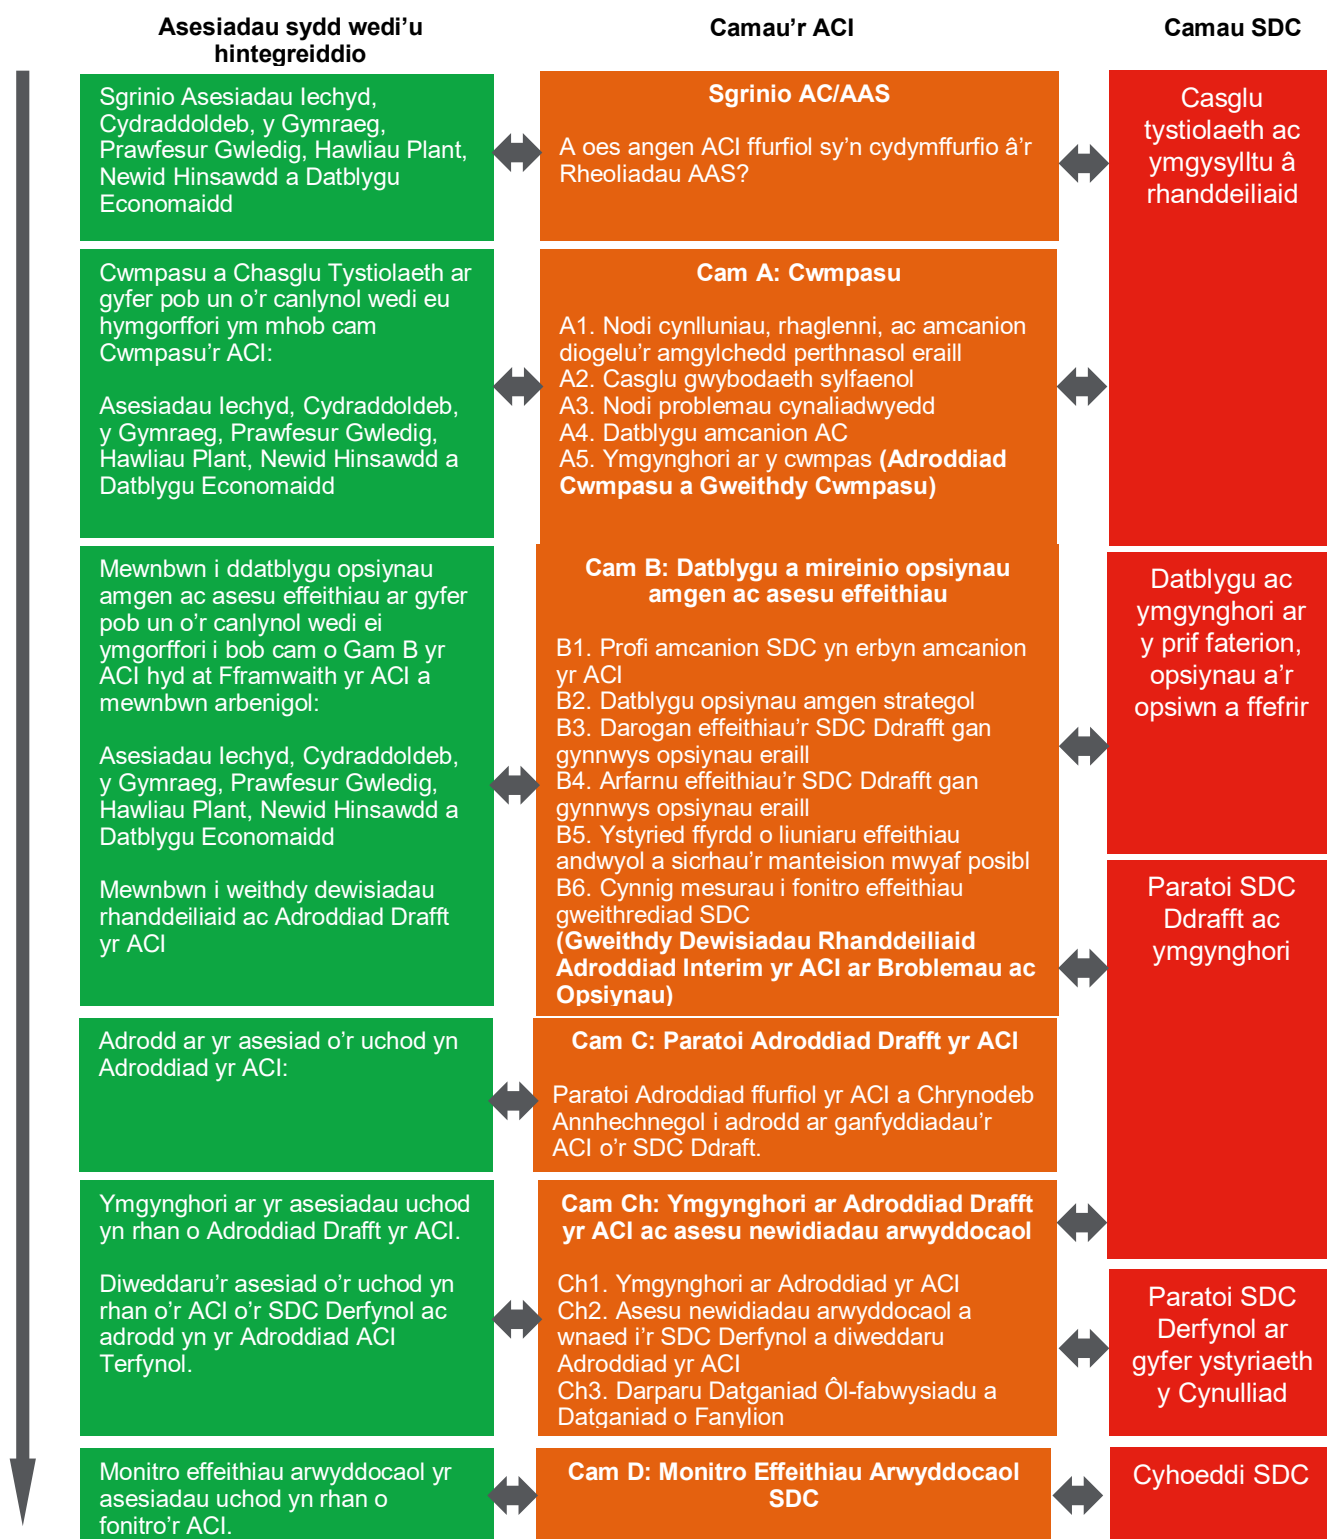 Asesiadau sydd wedi’u
hintegreiddio
Camau’r ACI
Camau SDC
Sgrinio Asesiadau Iechyd,
Cydraddoldeb, y Gymraeg,
Prawfesur Gwledig, Hawliau Plant,
Newid Hinsawdd a Datblygu
Economaidd
Sgrinio AC/AAS
A oes angen ACI ffurfiol sy’n cydymffurfio â’r
Rheoliadau AAS?
Casglu
tystiolaeth ac
ymgysylltu â
rhanddeiliaid
Cwmpasu a Chasglu Tystiolaeth ar
gyfer pob un o’r canlynol wedi eu
hymgorffori ym mhob cam
Cwmpasu’r ACI:
Asesiadau Iechyd, Cydraddoldeb,
y Gymraeg, Prawfesur Gwledig,
Hawliau Plant, Newid Hinsawdd a
Datblygu Economaidd
Cam A: Cwmpasu
A1. Nodi cynlluniau, rhaglenni, ac amcanion
diogelu’r amgylchedd perthnasol eraill
A2. Casglu gwybodaeth sylfaenol
A3. Nodi problemau cynaliadwyedd
A4. Datblygu amcanion AC
A5. Ymgynghori ar y cwmpas (Adroddiad
Cwmpasu a Gweithdy Cwmpasu)
Mewnbwn i ddatblygu opsiynau
amgen ac asesu effeithiau ar gyfer
pob un o’r canlynol wedi ei
ymgorffori i bob cam o Gam B yr
ACI hyd at Fframwaith yr ACI a
mewnbwn arbenigol:
Asesiadau Iechyd, Cydraddoldeb,
y Gymraeg, Prawfesur Gwledig,
Hawliau Plant, Newid Hinsawdd a
Datblygu Economaidd
Mewnbwn i weithdy dewisiadau
rhanddeiliaid ac Adroddiad Drafft
yr ACI
Cam B: Datblygu a mireinio opsiynau
amgen ac asesu effeithiau
B1. Profi amcanion SDC yn erbyn amcanion
yr ACI
B2. Datblygu opsiynau amgen strategol
B3. Darogan effeithiau’r SDC Ddrafft gan
gynnwys opsiynau eraill
B4. Arfarnu effeithiau’r SDC Ddrafft gan
gynnwys opsiynau eraill
B5. Ystyried ffyrdd o liuniaru effeithiau
andwyol a sicrhau’r manteision mwyaf posibl
B6. Cynnig mesurau i fonitro effeithiau
gweithrediad SDC
(Gweithdy Dewisiadau Rhanddeiliaid
Adroddiad Interim yr ACI ar Broblemau ac
Opsiynau)
Datblygu ac
ymgynghori ar
y prif faterion,
opsiynau a’r
opsiwn a ffefrir
Paratoi SDC
Ddrafft ac
ymgynghori
Adrodd ar yr asesiad o’r uchod yn
Adroddiad yr ACI:
Cam C: Paratoi Adroddiad Drafft yr ACI
Paratoi Adroddiad ffurfiol yr ACI a Chrynodeb
Annhechnegol i adrodd ar ganfyddiadau’r
ACI o’r SDC Ddraft.
Ymgynghori ar yr asesiadau uchod
yn rhan o Adroddiad Drafft yr ACI.
Diweddaru’r asesiad o’r uchod yn
rhan o’r ACI o’r SDC Derfynol ac
adrodd yn yr Adroddiad ACI
Terfynol.
Cam Ch: Ymgynghori ar Adroddiad Drafft
yr ACI ac asesu newidiadau arwyddocaol
Ch1. Ymgynghori ar Adroddiad yr ACI
Ch2. Asesu newidiadau arwyddocaol a
wnaed i’r SDC Derfynol a diweddaru
Adroddiad yr ACI
Ch3. Darparu Datganiad Ôl-fabwysiadu a
Datganiad o Fanylion
Paratoi SDC
Derfynol ar
gyfer ystyriaeth
y Cynulliad
Monitro effeithiau arwyddocaol yr
asesiadau uchod yn rhan o
fonitro’r ACI.
Cam D: Monitro Effeithiau Arwyddocaol
SDC
Cyhoeddi SDC